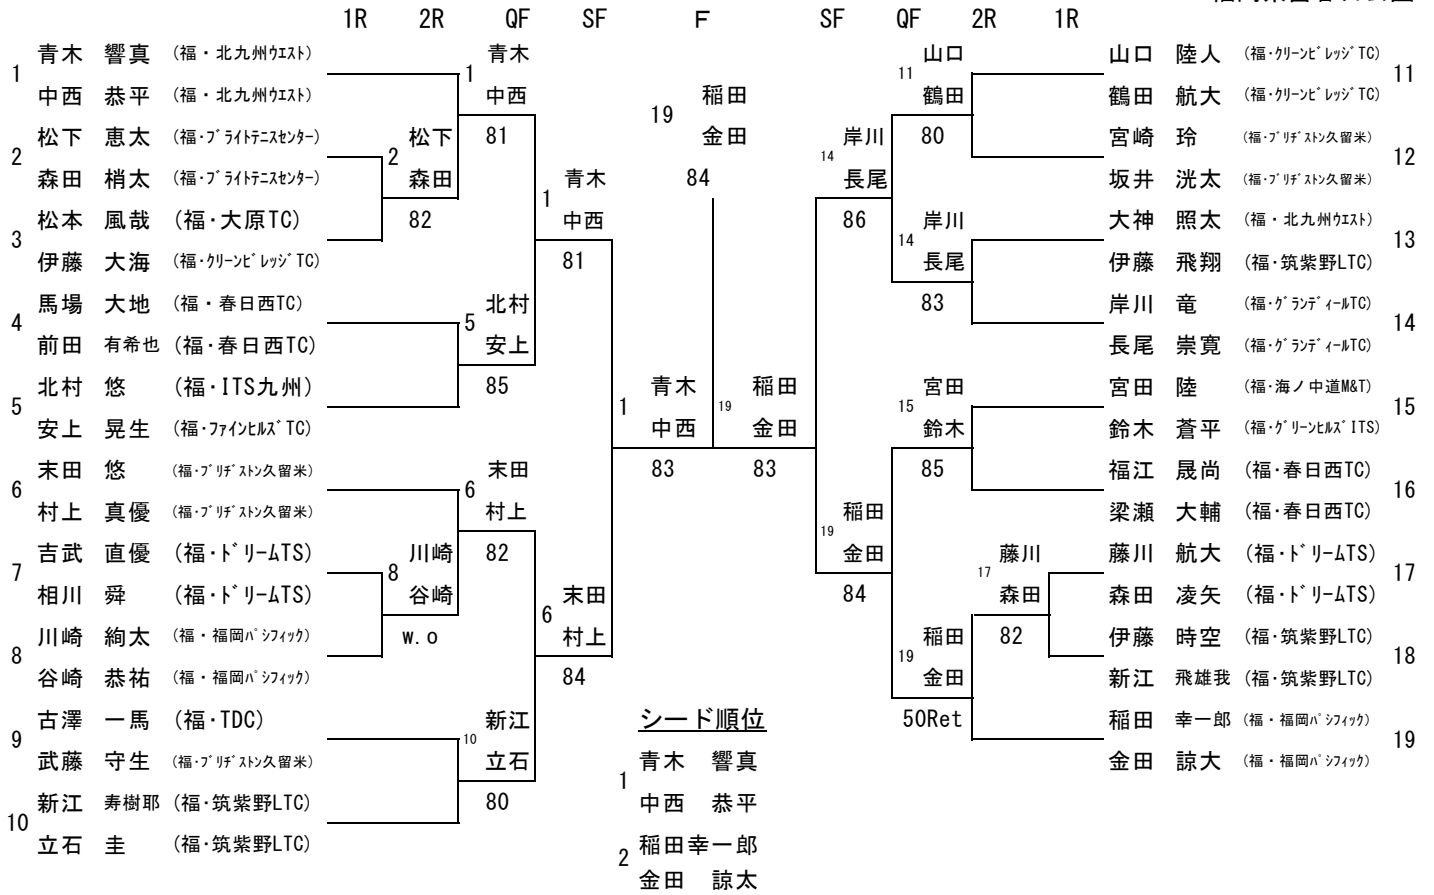 1R 2R QF SF F SF QF 2R 1R
1 青木 響真 (福・北九州ウエスト)
中西 恭平 (福・北九州ウエスト)
2 松下 恵太 (福・ブライトテニスセンター)
森田 梢太 (福・ブライトテニスセンター)
3 松本 風哉 (福・大原TC)
伊藤 大海 (福・クリーンビレッジTC)
4 馬場 大地 (福・春日西TC)
前田 有希也 (福・春日西TC)
5 北村 悠 (福・ITS九州)
安上 晃生 (福・ファインヒルズTC)
6 末田 悠 (福・ブリヂストン久留米)
村上 真優 (福・ブリヂストン久留米)
7 吉武 直優 (福・ドリームTS)
相川 舜 (福・ドリームTS)
8 川崎 絢太 (福・福岡パシフィック)
谷崎 恭祐 (福・福岡パシフィック)
9 古澤 一馬 (福・TDC)
武藤 守生 (福・ブリヂストン久留米)
10 新江 寿樹耶 (福・筑紫野LTC)
立石 圭 (福・筑紫野LTC)
2 松下
森田
82
8 川崎
谷崎
w.o
1 青木
中西
81
5 北村
安上
85
6 末田
村上
82
10 新江
立石
80
1 青木
中西
81
6 末田
村上
84
1 青木
中西
83
19 稲田
金田
84
19 稲田
金田
83
14 岸川
長尾
86
19 稲田
金田
84
11 山口
鶴田
80
14 岸川
長尾
83
15 宮田
鈴木
85
19 稲田
金田
50Ret
17 藤川
森田
82
山口 陸人 (福・クリーンビレッジTC) 11
鶴田 航大 (福・クリーンビレッジTC)
宮崎 玲 (福・ブリヂストン久留米) 12
坂井 洸太 (福・ブリヂストン久留米)
大神 照太 (福・北九州ウエスト) 13
伊藤 飛翔 (福・筑紫野LTC)
岸川 竜 (福・グランディールTC) 14
長尾 崇寛 (福・グランディールTC)
宮田 陸 (福・海ノ中道M&T) 15
鈴木 蒼平 (福・グリーンヒルズITS)
福江 晟尚 (福・春日西TC) 16
梁瀬 大輔 (福・春日西TC)
藤川 航大 (福・ドリームTS) 17
森田 凌矢 (福・ドリームTS)
伊藤 時空 (福・筑紫野LTC) 18
新江 飛雄我 (福・筑紫野LTC)
稲田 幸一郎 (福・福岡パシフィック) 19
金田 諒大 (福・福岡パシフィック)
シード順位
1 青木 響真
中西 恭平
2 稲田幸一郎
金田 諒太